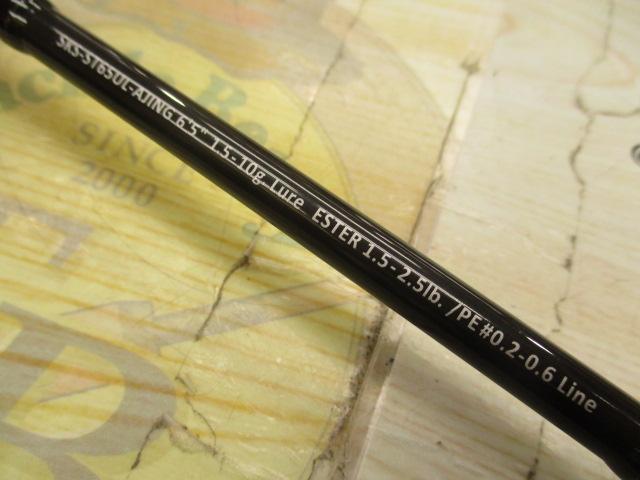 SKS-ST65UL-AJING 6'5" 1.5-10g Lure ESTER 1.5-2.5lb. /PE#0.2-0.6 Line
SINCE
2000